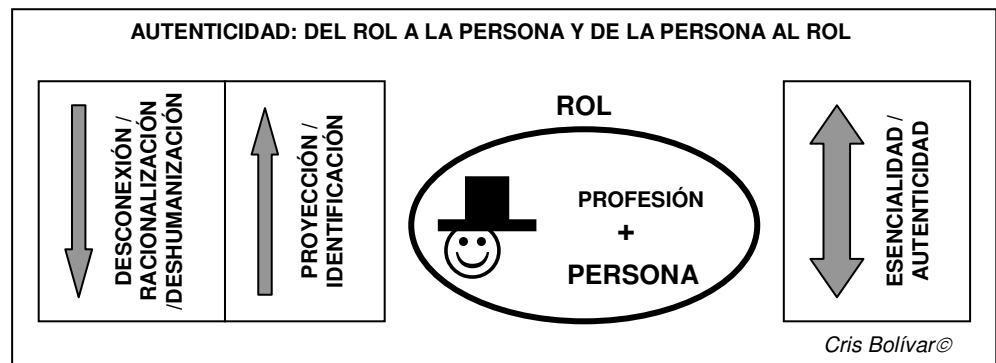 AUTENTICIDAD: DEL ROL A LA PERSONA Y DE LA PERSONA AL ROL
DESCONEXIÓN /
RACIONALIZACIÓN
/DESHUMANIZACIÓN
PROYECCIÓN /
IDENTIFICACIÓN
ROL
PROFESIÓN
+
PERSONA
ESENCIALIDAD /
AUTENTICIDAD
Cris Bolívar©